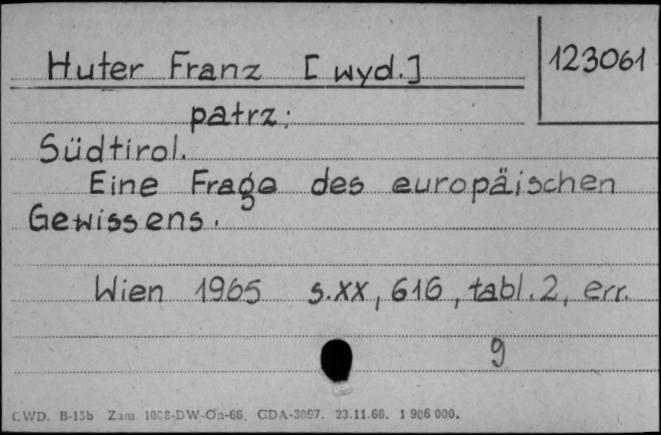 Huter Franz [wyd.]
123061
patrz:
Südtirol.
Eine Frage des europäischen
Gewissens.
Wien 1965 s.XX, 616, tabl. 2, err.
9
CWD. B-15b Zam. 1008-DW-On-66. GDA-3097. 23.11.66. 1 906 000.